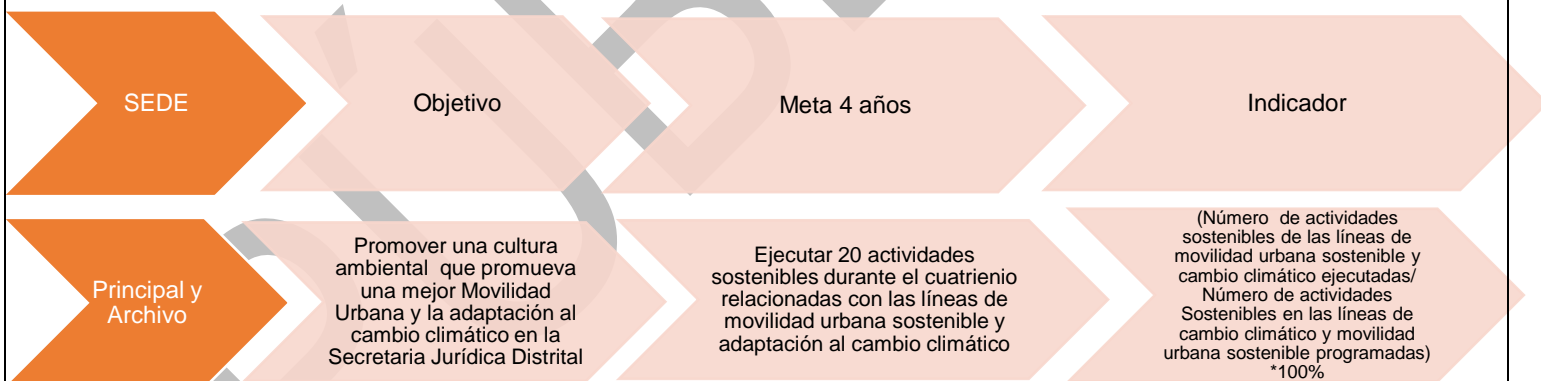 SEDE
Objetivo
Meta 4 años
Indicador
Principal y
Archivo
Promover una cultura
ambiental que promueva
una mejor Movilidad
Urbana y la adaptación al
cambio climático en la
Secretaria Jurídica Distrital
Ejecutar 20 actividades
sostenibles durante el cuatrienio
relacionadas con las líneas de
movilidad urbana sostenible y
adaptación al cambio climático
(Número de actividades
sostenibles de las líneas de
movilidad urbana sostenible y
cambio climático ejecutadas/
Número de actividades
Sostenibles en las líneas de
cambio climático y movilidad
urbana sostenible programadas)
*100%